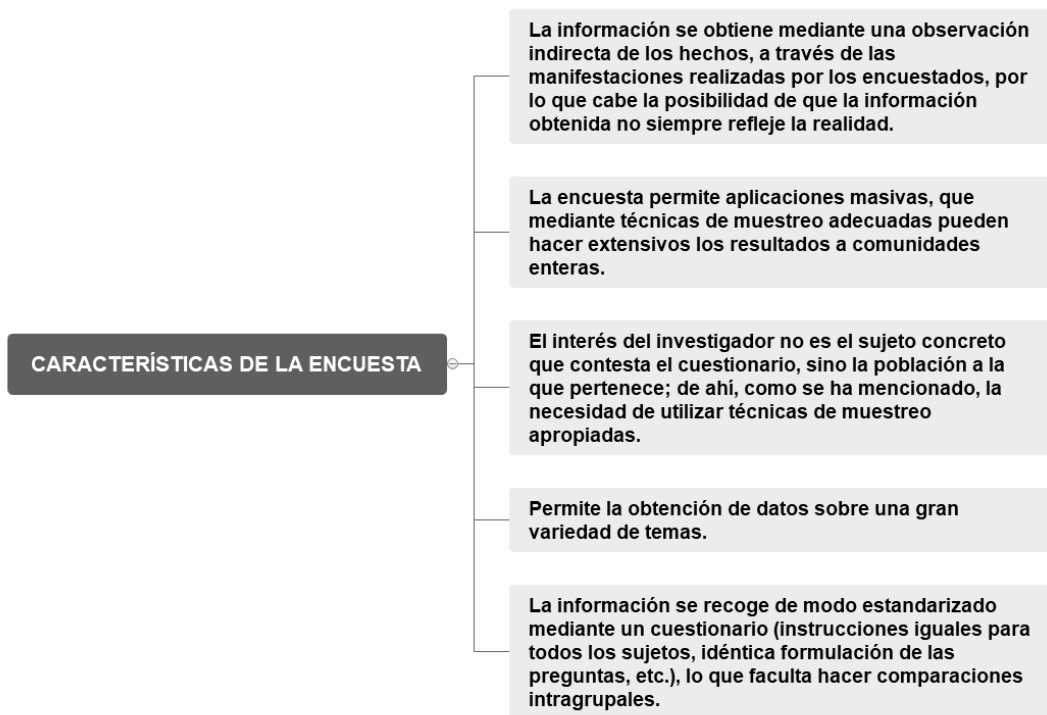 La información se obtiene mediante una observación
indirecta de los hechos, a través de las
manifestaciones realizadas por los encuestados, por
lo que cabe la posibilidad de que la información
obtenida no siempre refleje la realidad.
La encuesta permite aplicaciones masivas, que
mediante técnicas de muestreo adecuadas pueden
hacer extensivos los resultados a comunidades
enteras.
CARACTERÍSTICAS DE LA ENCUESTA
El interés del investigador no es el sujeto concreto
que contesta el cuestionario, sino la población a la
que pertenece; de ahí, como se ha mencionado, la
necesidad de utilizar técnicas de muestreo
apropiadas.
Permite la obtención de datos sobre una gran
variedad de temas.
La información se recoge de modo estandarizado
mediante un cuestionario (instrucciones iguales para
todos los sujetos, idéntica formulación de las
preguntas, etc.), lo que faculta hacer comparaciones
intragrupales.